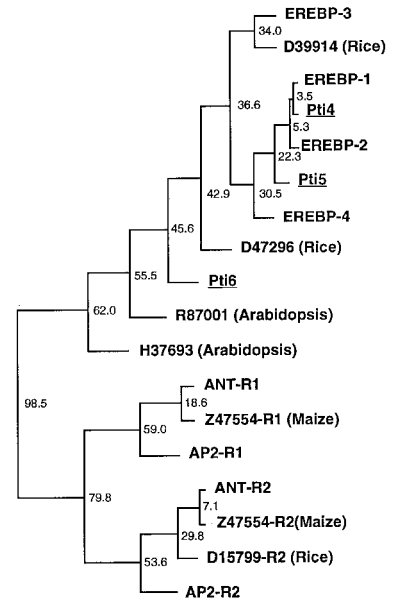 EREBP-3
34.0
D39914 (Rice)
EREBP-1
3.5
36.6
Pti4
5.3
EREBP-2
22.3
Pti5
42.9
30.5
EREBP-4
45.6
D47296 (Rice)
55.5
Pti6
62.0
R87001 (Arabidopsis)
H37693 (Arabidopsis)
ANT-R1
98.5
18.6
Z47554-R1 (Maize)
59.0
AP2-R1
ANT-R2
79.8
7.1
Z47554-R2(Maize)
29.8
D15799-R2 (Rice)
53.6
AP2-R2